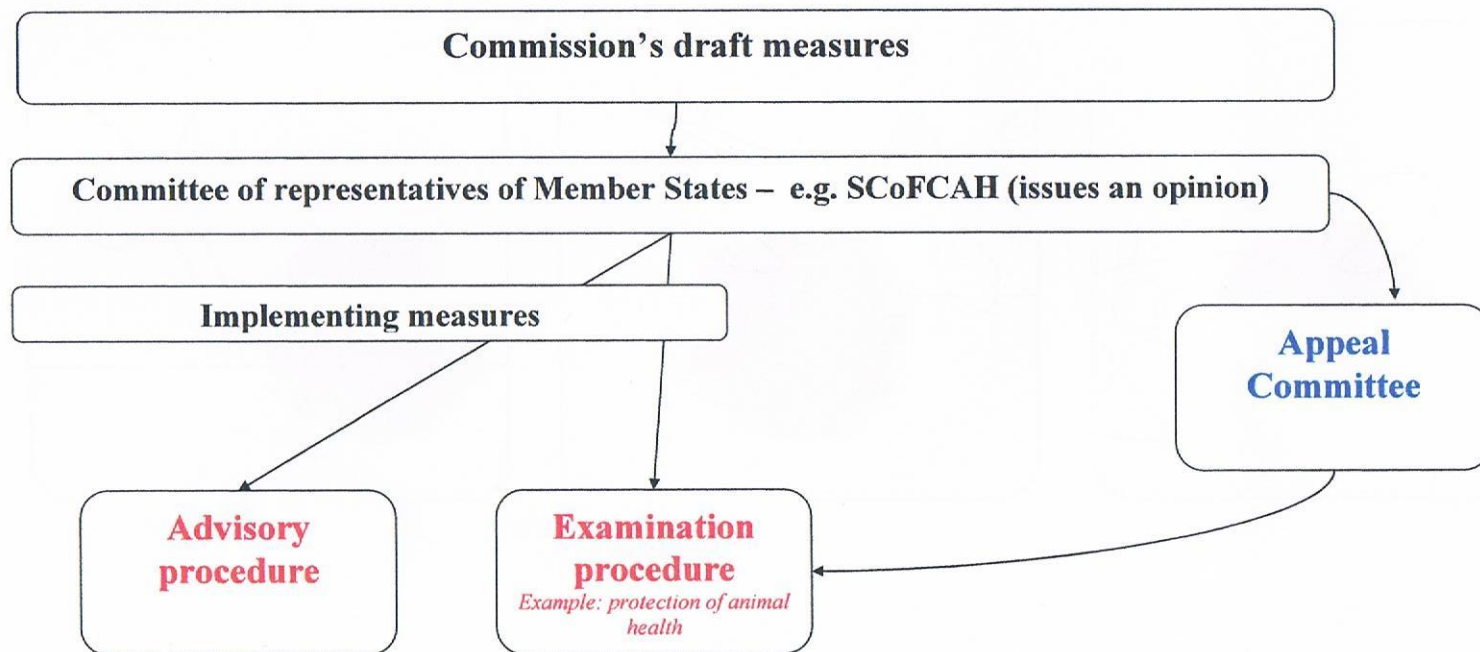 Commission’s draft measures
Committee of representatives of Member States – e.g. SCoFCAH (issues an opinion)
Implementing measures
Appeal
Committee
Advisory
procedure
Examination
procedure
Example: protection of animal
health